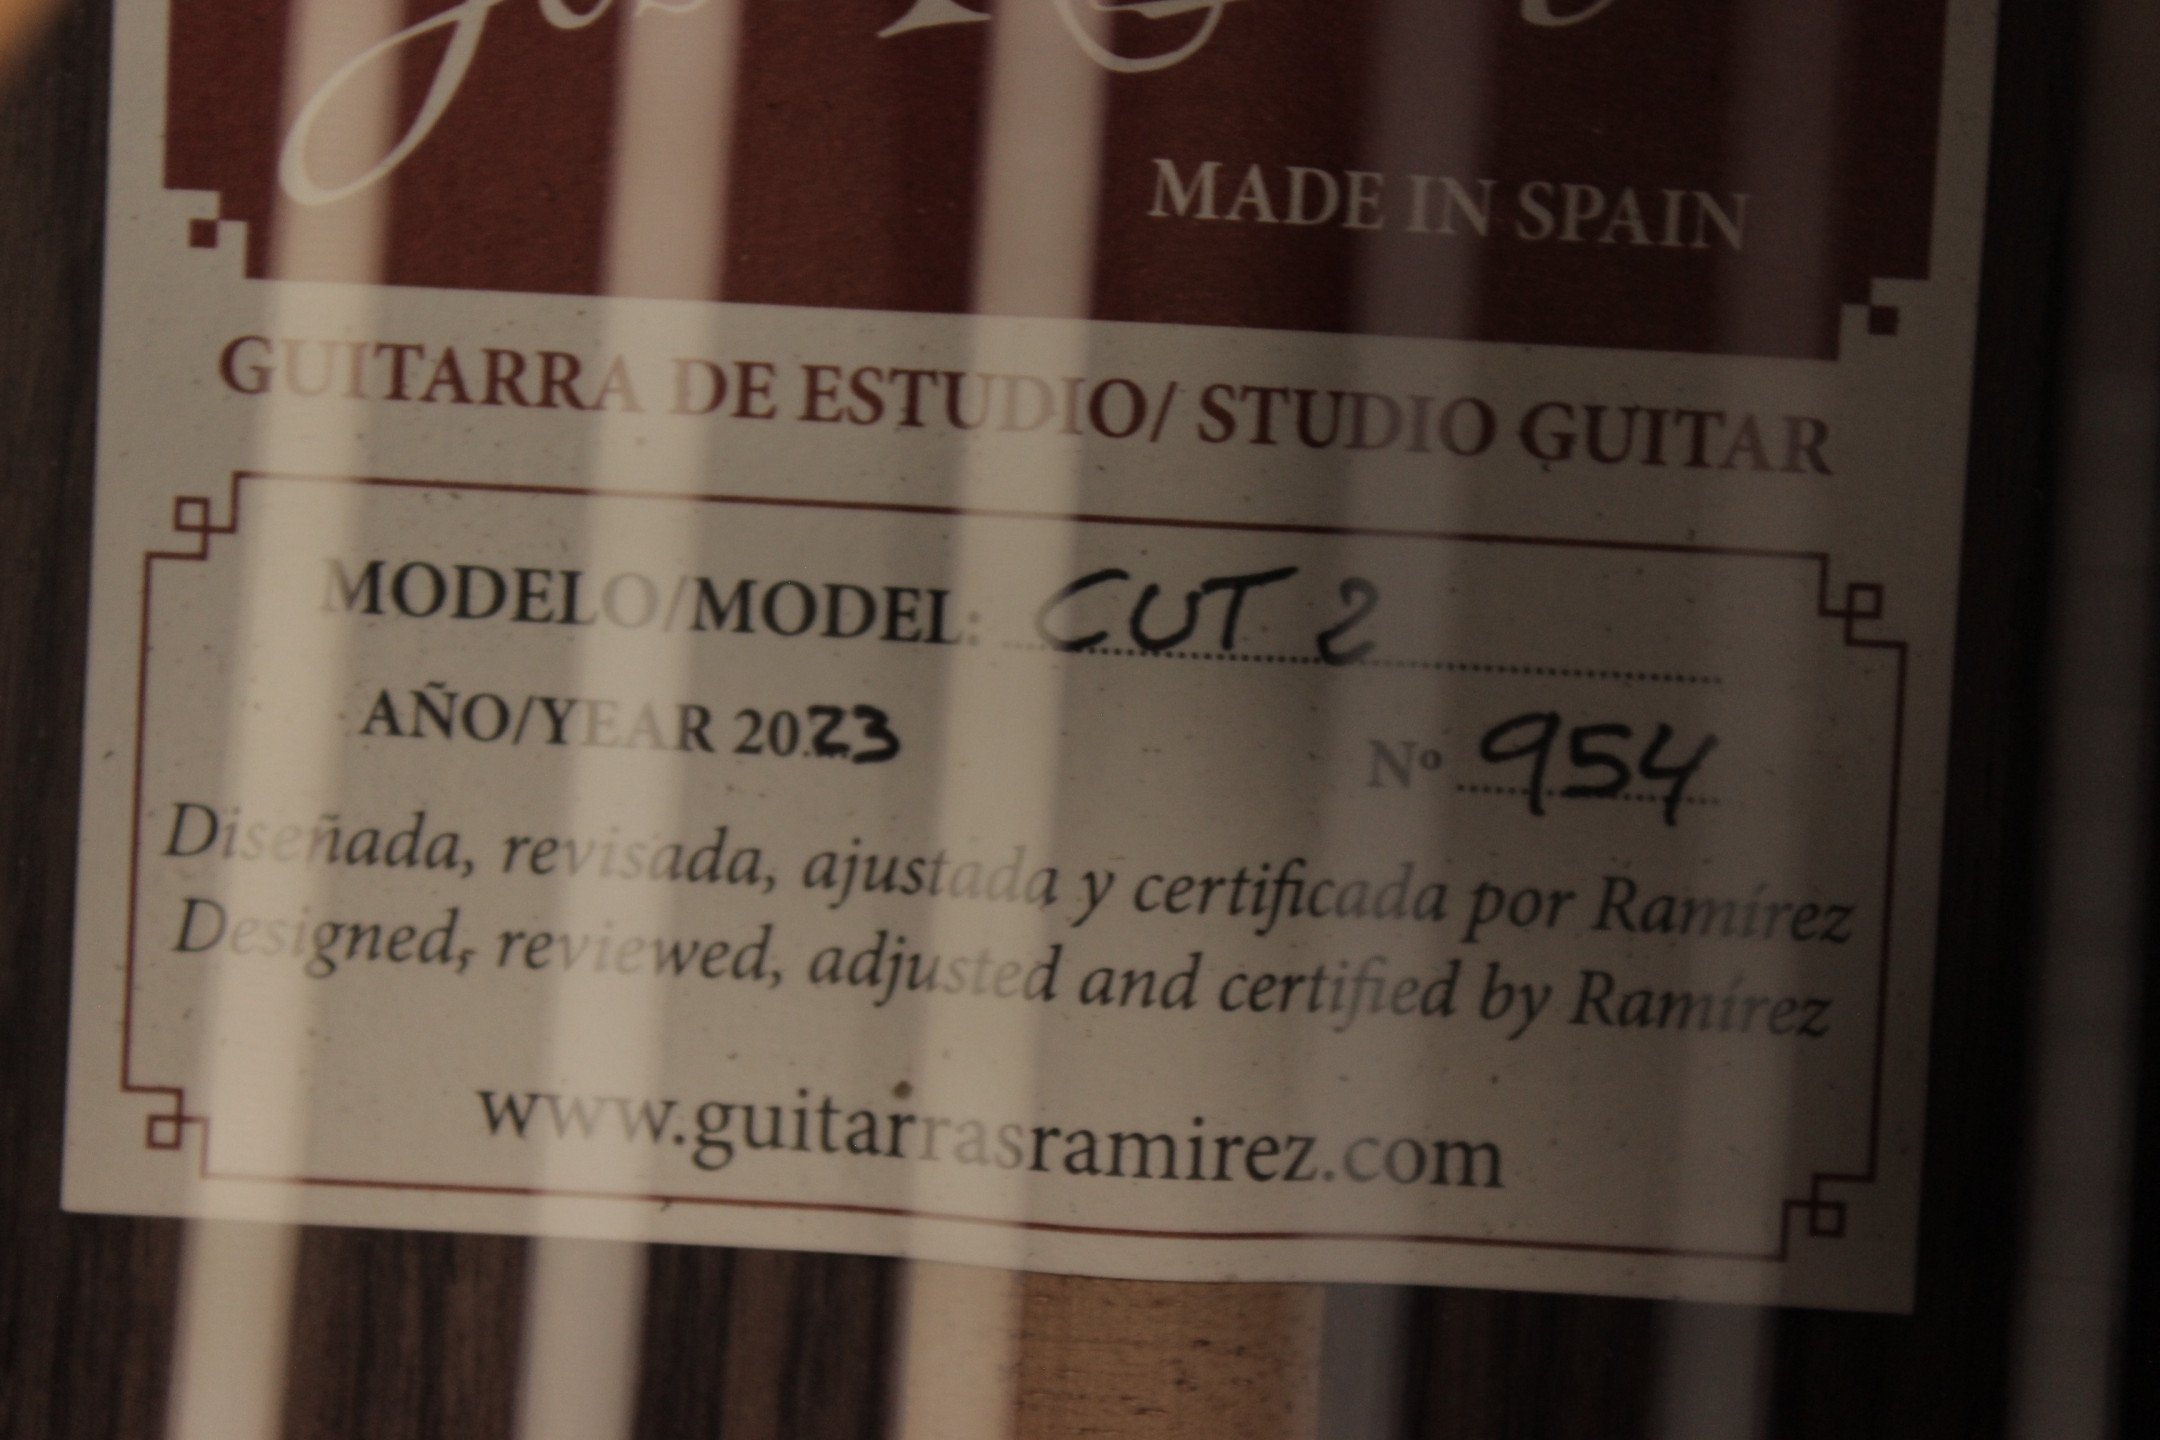 MADE IN SPAIN
GUITARRA DE ESTUDIO/ STUDIO GUITAR
MODELO/MODEL: CUT 2
AÑO/YEAR 2023 Nº 954
Diseñada, revisada, ajustada y certificada por Ramírez
Designed, reviewed, adjusted and certified by Ramírez
www.guitarrasramirez.com